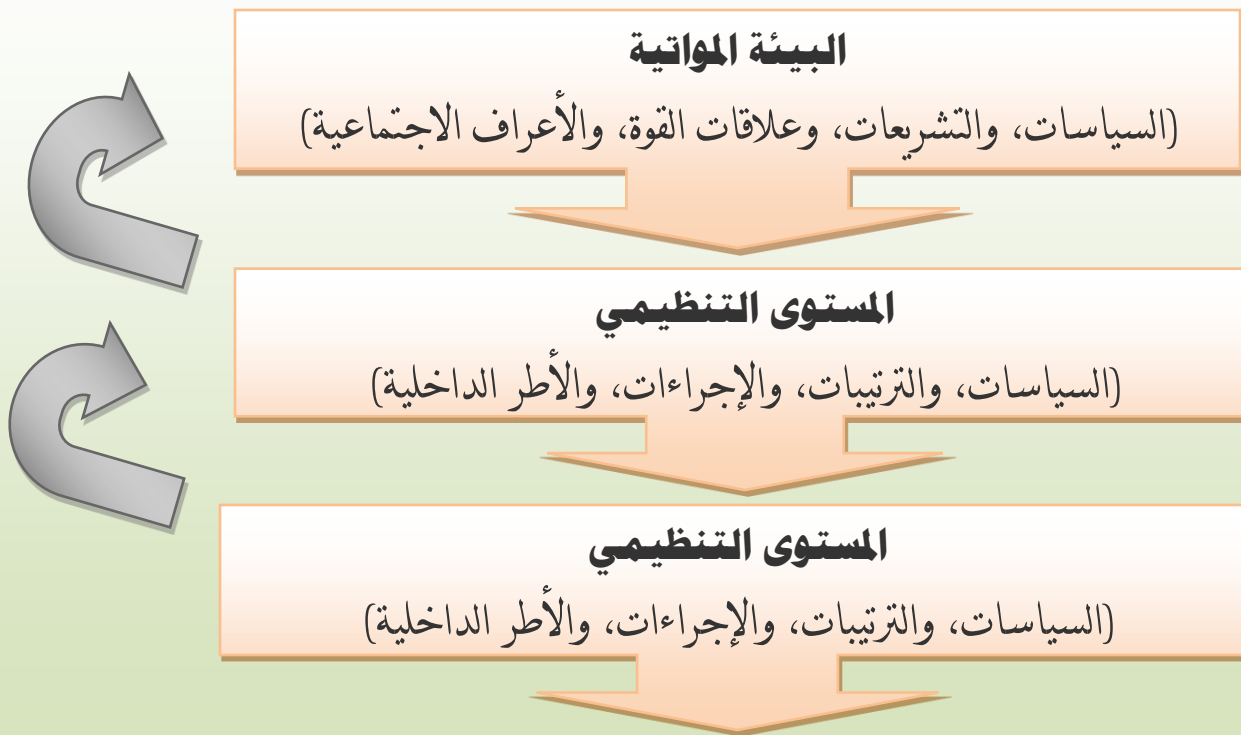 البيئة المواتية
(السياسات، والتشريعات، وعلاقات القوة، والأعراف الاجتماعية)
المستوى التنظيمي
(السياسات، والترتيبات، والإجراءات، والأطر الداخلية)
المستوى التنظيمي
(السياسات، والترتيبات، والإجراءات، والأطر الداخلية)